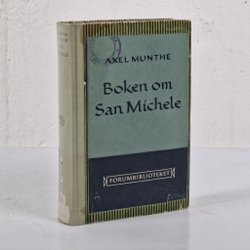 AXEL MUNTHE
Boken om
San Michele
FORUMBIBLIOTEKET